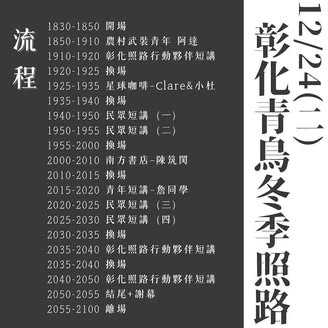 12/24(二)
彰化青鳥冬季照路
流程
1830-1850 開場
1850-1910 農村武裝青年 阿達
1910-1920 彰化照路行動夥伴短講
1920-1925 換場
1925-1935 星球咖啡-Clare&小杜
1935-1940 換場
1940-1950 民眾短講 (一)
1950-1955 民眾短講 (二)
1955-2000 換場
2000-2010 南方書店-陳筑閔
2010-2015 換場
2015-2020 青年短講-詹同學
2020-2025 民眾短講 (三)
2025-2030 民眾短講 (四)
2030-2035 換場
2035-2040 彰化照路行動夥伴短講
2035-2040 換場
2040-2050 彰化照路行動夥伴短講
2050-2055 結尾+謝幕
2055-2100 離場